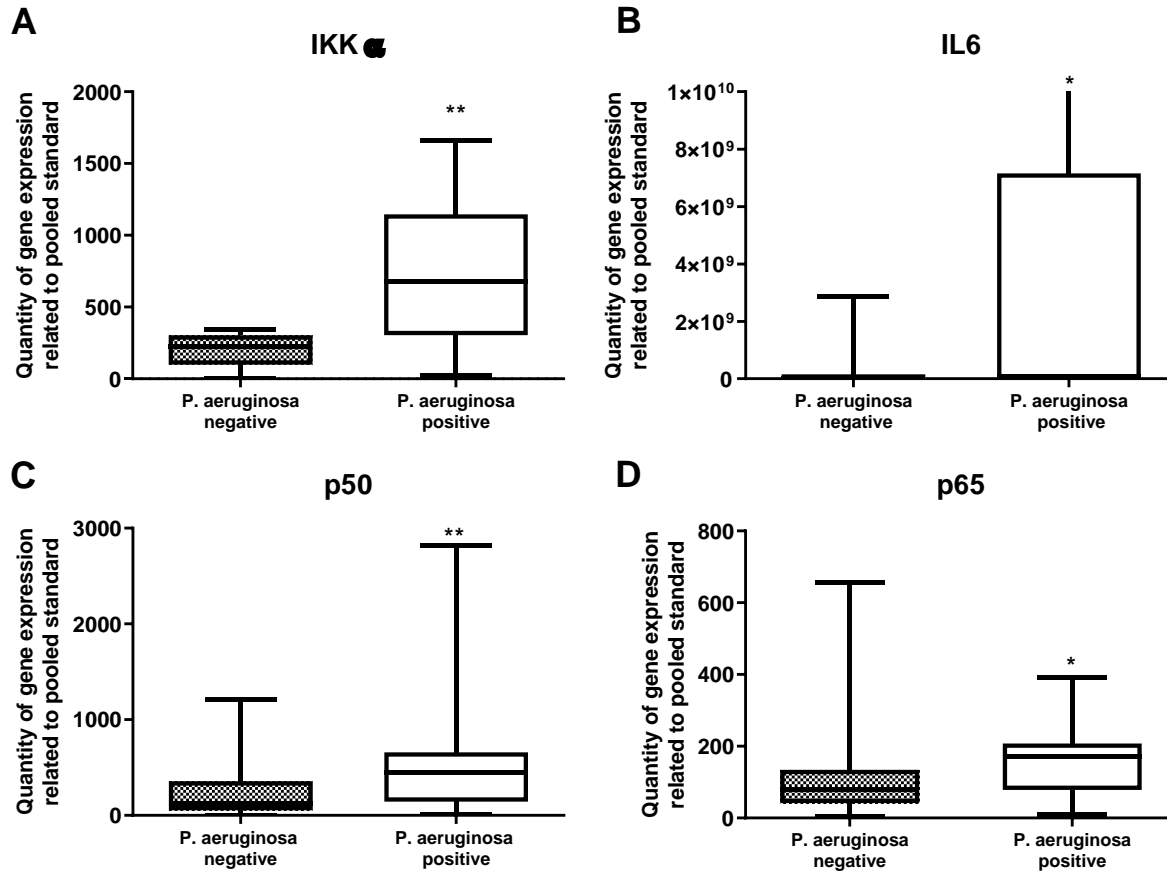 A
IKK α
Quantity of gene expression
related to pooled standard
2000
1500
1000
500
0
**
P. aeruginosa
negative
P. aeruginosa
positive
B
IL6
Quantity of gene expression
related to pooled standard
1×10¹⁰
8×10⁹
6×10⁹
4×10⁹
2×10⁹
0
*
P. aeruginosa
negative
P. aeruginosa
positive
C
p50
Quantity of gene expression
related to pooled standard
3000
2000
1000
0
**
P. aeruginosa
negative
P. aeruginosa
positive
D
p65
Quantity of gene expression
related to pooled standard
800
600
400
200
0
*
P. aeruginosa
negative
P. aeruginosa
positive